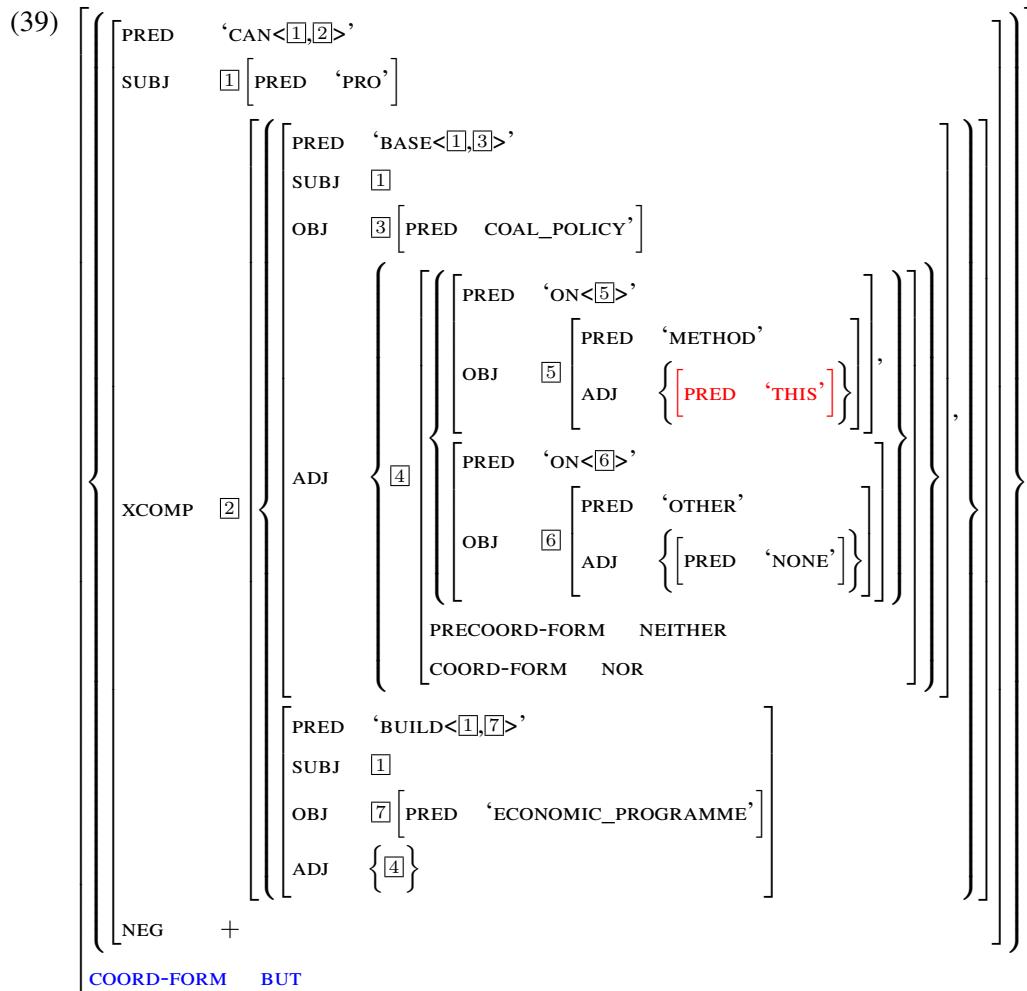 (39)
PRED ‘CAN<1,2>’
SUBJ 1 [PRED ‘PRO’]
PRED ‘BASE<1,3>’
SUBJ 1
OBJ 3 [PRED COAL_POLICY’]
PRED ‘ON<5>’
PRED ‘METHOD’
OBJ 5
ADJ {[PRED ‘THIS’]}
,
,
PRED ‘ON<6>’
ADJ 4
XCOMP 2
PRED ‘OTHER’
OBJ 6
ADJ {[PRED ‘NONE’]}
PRECOORD-FORM NEITHER
COORD-FORM NOR
PRED ‘BUILD<1,7>’
SUBJ 1
OBJ 7 [PRED ‘ECONOMIC_PROGRAMME’]
ADJ {4}
NEG +
COORD-FORM BUT